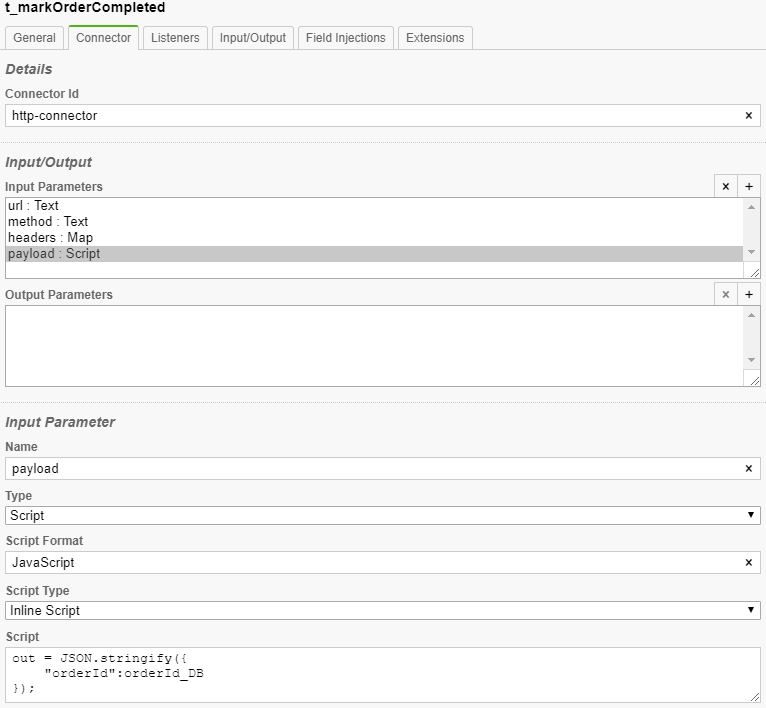 t_markOrderCompleted
General Connector Listeners Input/Output Field Injections Extensions
Details
Connector Id
http-connector ×
Input/Output
Input Parameters × +
url : Text
method : Text
headers : Map
payload : Script
Output Parameters × +
Input Parameter
Name
payload ×
Type
Script
Script Format
JavaScript ×
Script Type
Inline Script
Script
out = JSON.stringify({
    "orderId":orderId_DB
});